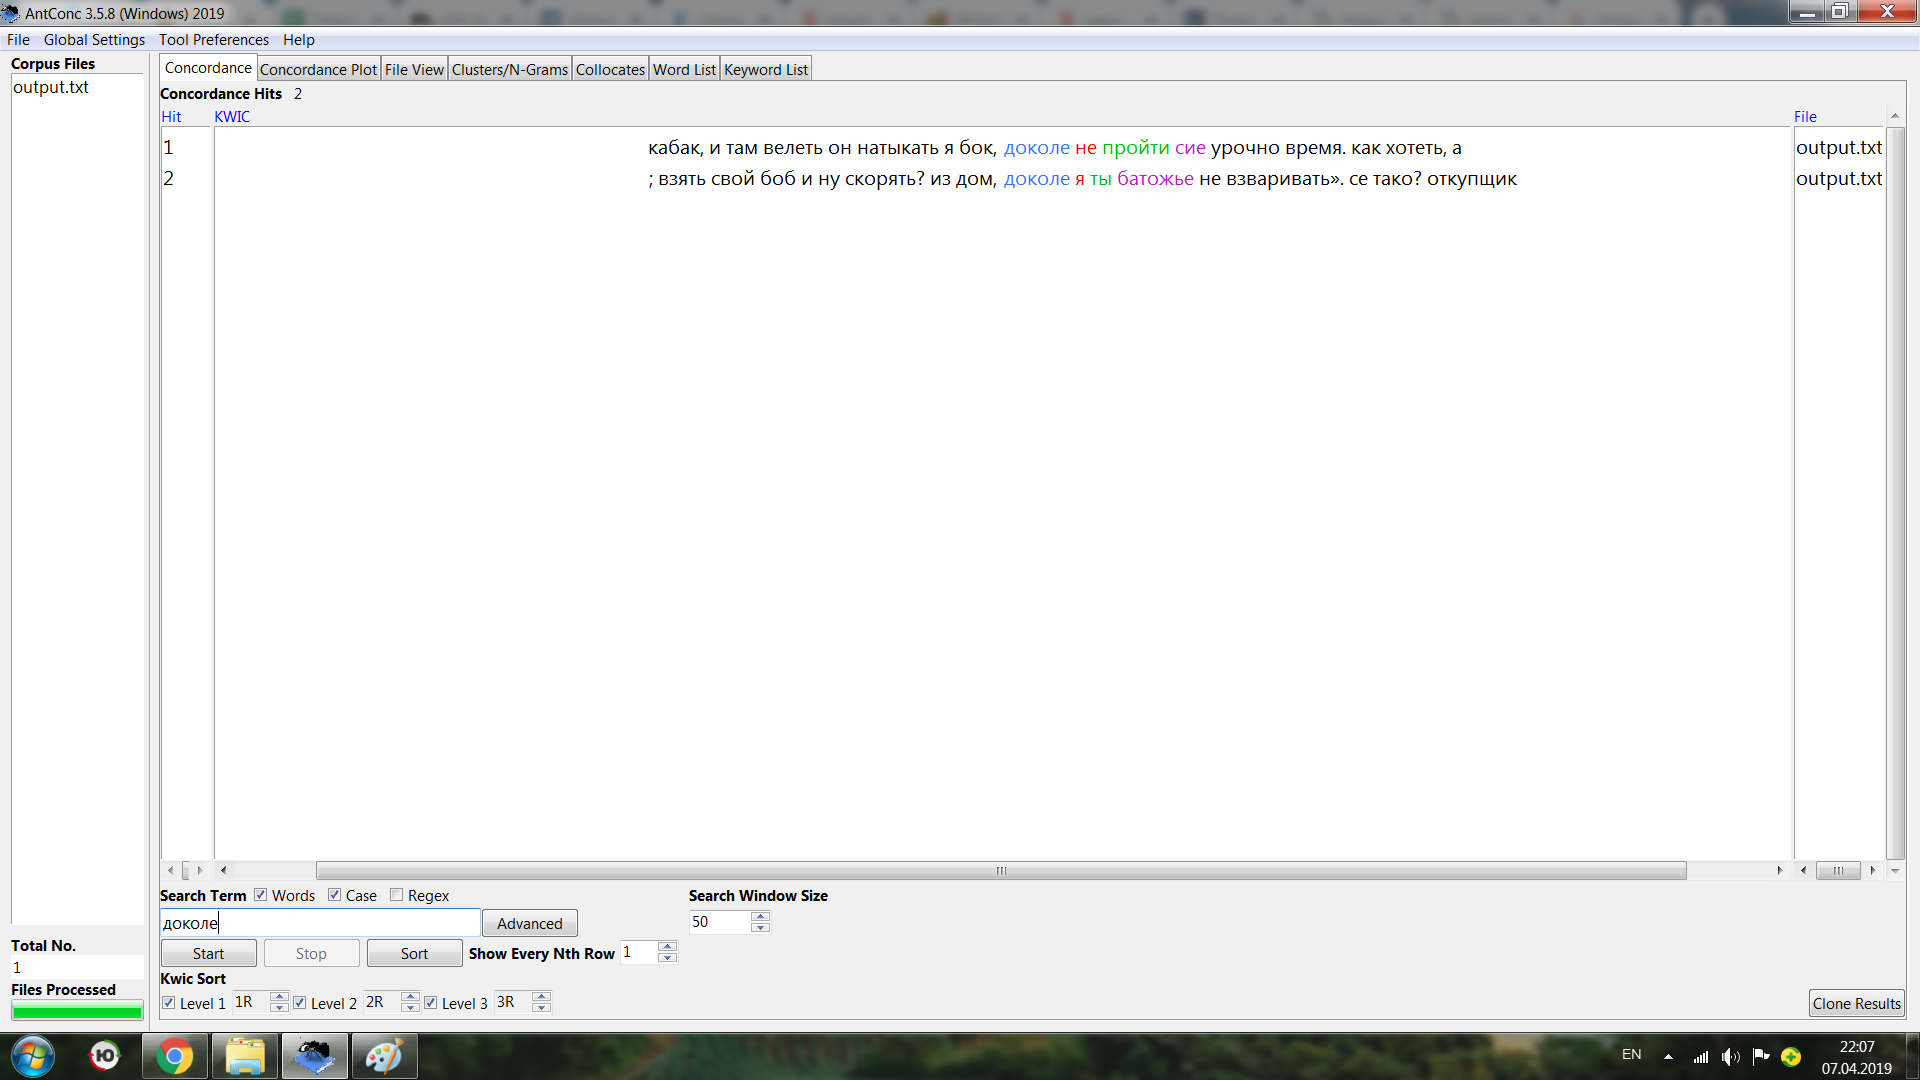 AntConc 3.5.8 (Windows) 2019
File Global Settings Tool Preferences Help
Corpus Files
output.txt
Concordance Concordance Plot File View Clusters/N-Grams Collocates Word List Keyword List
Concordance Hits 2
Hit KWIC File
1 кабак, и там велеть он натыкать я бок, доколе не пройти сие урочно время. как хотеть, а output.txt
2 ; взять свой боб и ну скорять? из дом, доколе я ты батожье не взваривать». се тако? откупщик output.txt
Search Term Words Case Regex Search Window Size
доколе Advanced 50
Start Stop Sort Show Every Nth Row 1
Kwic Sort
Level 1 1R Level 2 2R Level 3 3R
Clone Results
Total No.
1
Files Processed
Ю
EN
22:07
07.04.2019